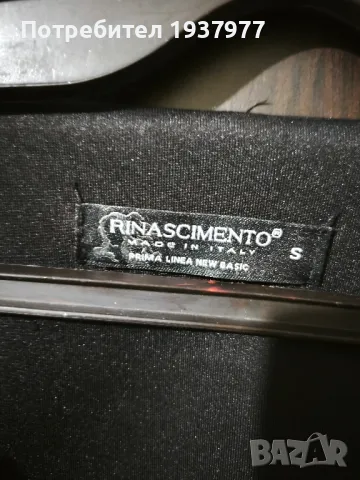 Потребител 1937977
RINASCIMENTO®
MADE IN ITALY
S
PRIMA LINEA NEW BASIC
BAZAR